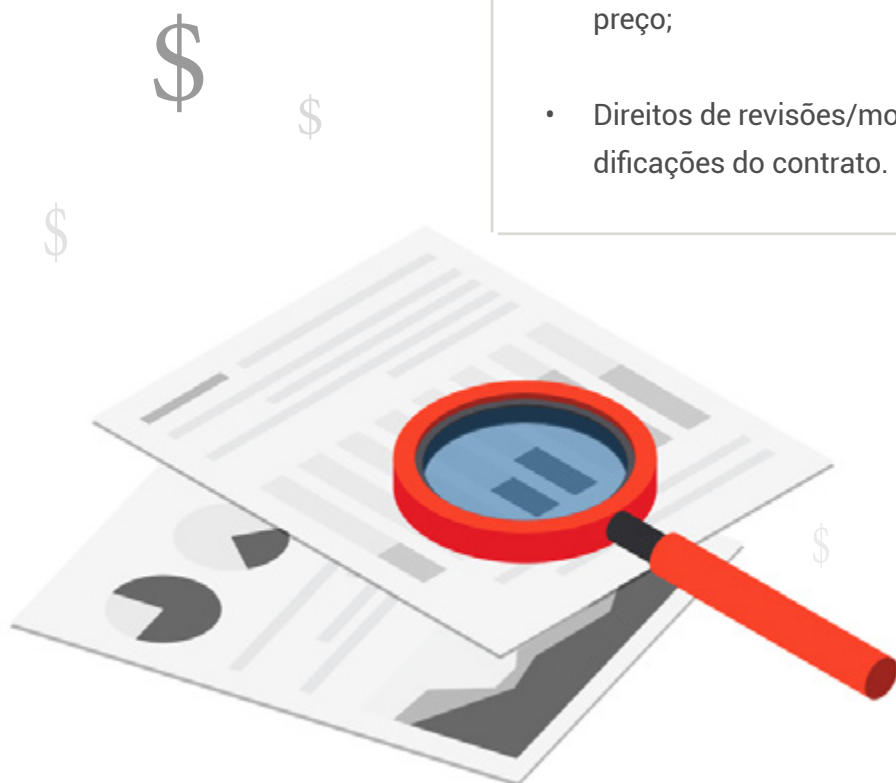 $
preço;
$
• Direitos de revisões/mo
dificações do contrato.
$
$